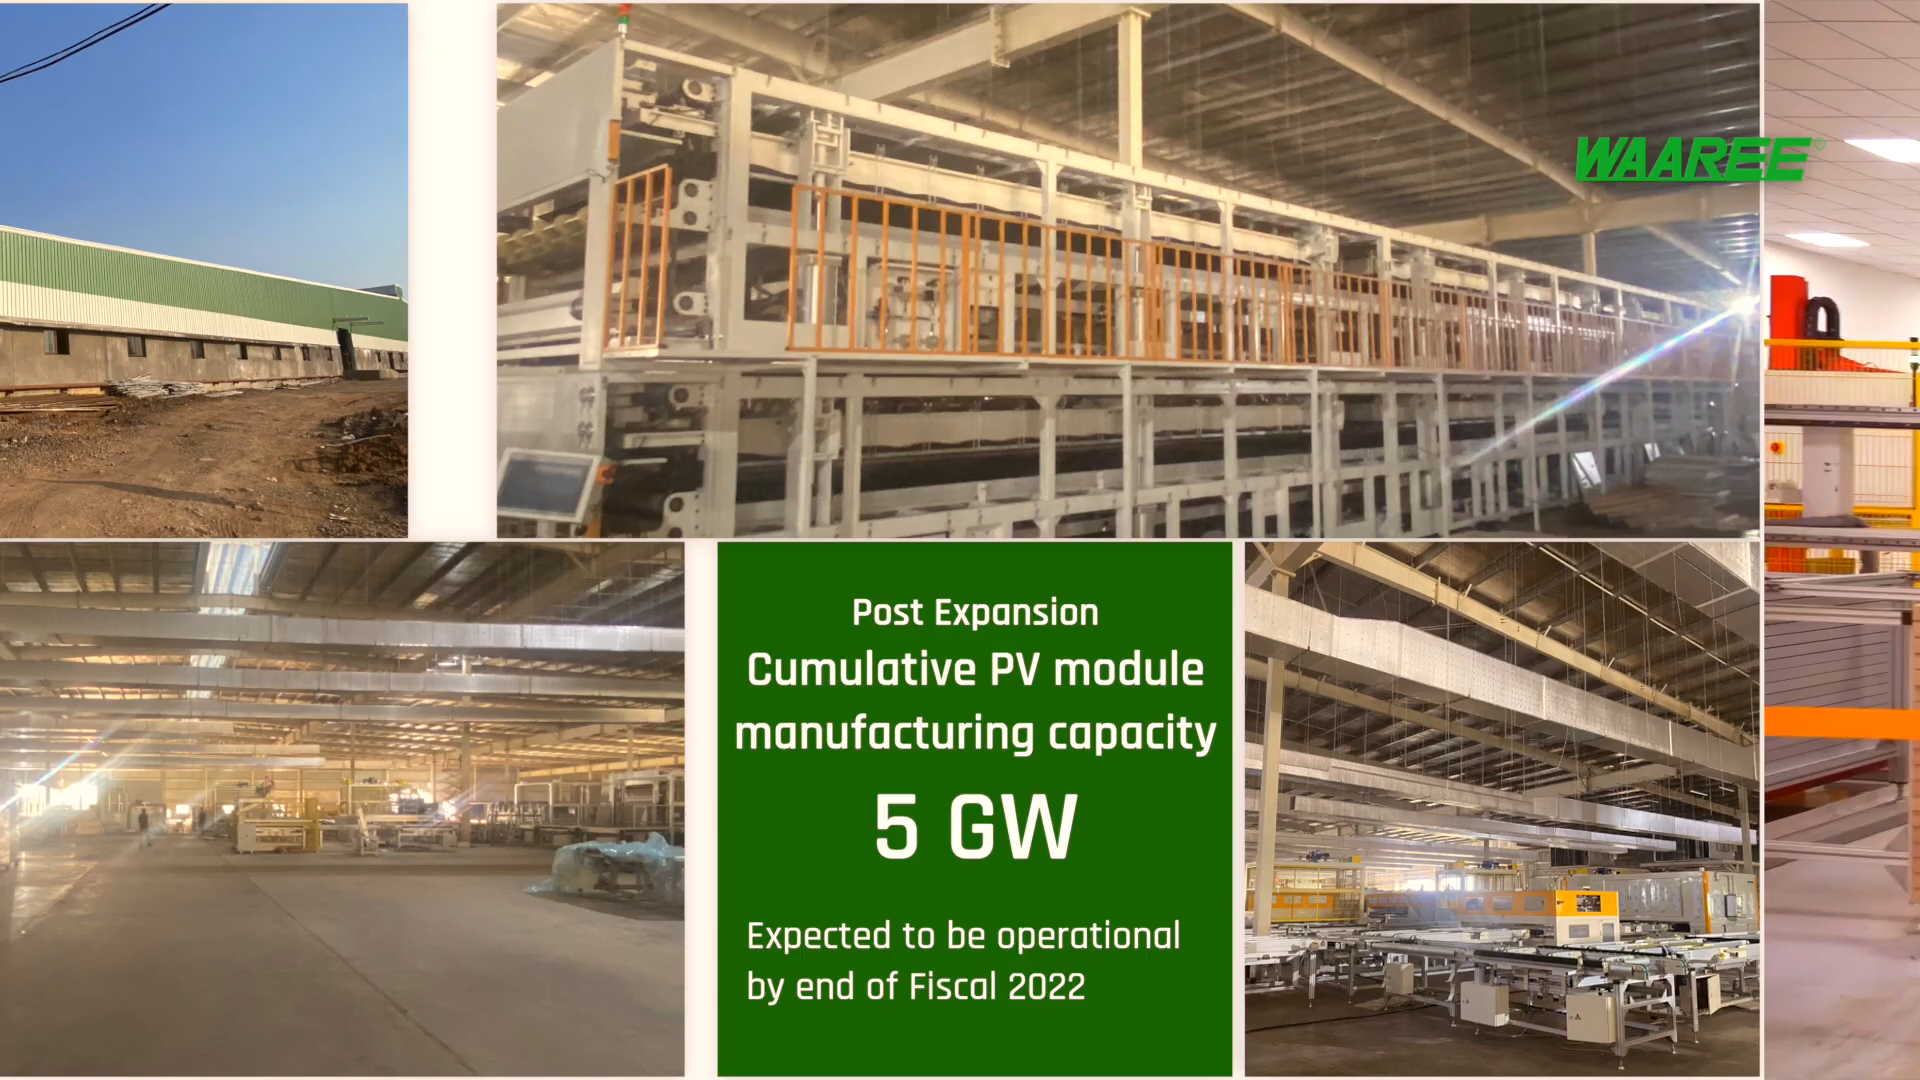 WAAREE
Post Expansion
Cumulative PV module
manufacturing capacity
5 GW
Expected to be operational
by end of Fiscal 2022